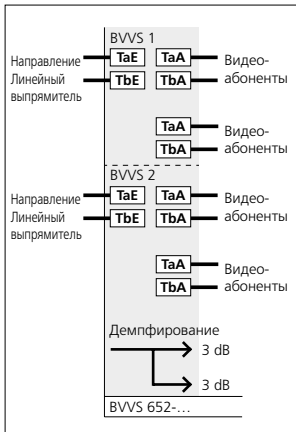 BVVS 1
Направление TaE TaA Видео-
Линейный TbE TbA абоненты
выпрямитель
TaA Видео-
TbA абоненты
BVVS 2
Направление TaE TaA Видео-
Линейный TbE TbA абоненты
выпрямитель
TaA Видео-
TbA абоненты
Демпфирование
3 dB
3 dB
BVVS 652-...